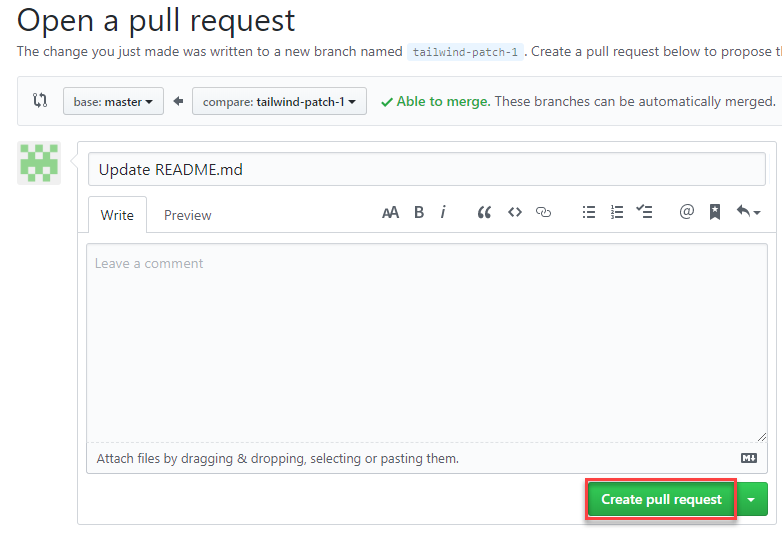 Open a pull request
The change you just made was written to a new branch named tailwind-patch-1. Create a pull request below to propose
base: master compare: tailwind-patch-1 Able to merge. These branches can be automatically merged.
Update README.md
Write Preview AA B i @
Leave a comment
Attach files by dragging & dropping, selecting or pasting them. M
Create pull request